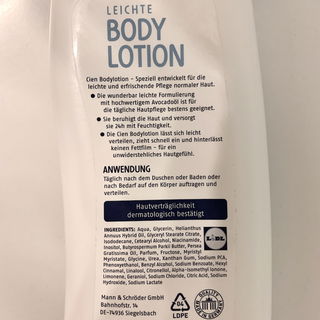 LEICHTE
BODY
LOTION
Cien Bodylotion - Speziell entwickelt für die
leichte und erfrischende Pflege normaler Haut.
• Die wunderbar leichte Formulierung
mit hochwertigem Avocadoöl ist für
die tägliche Hautpflege bestens geeignet.
• Sie beruhigt die Haut und versorgt
sie 24h mit Feuchtigkeit.
• Die Cien Bodylotion lässt sich leicht
verteilen, zieht schnell ein und hinterlässt
keinen Fettfilm - für ein
unwiderstehliches Hautgefühl.
ANWENDUNG
Täglich nach dem Duschen oder Baden oder
nach Bedarf auf den Körper auftragen und
verteilen.
Hautverträglichkeit
dermatologisch bestätigt
INGREDIENTS: Aqua, Glycerin, Helianthus
Annuus Hybrid Oil, Glyceryl Stearate Citrate,
Isododecane, Cetearyl Alcohol, Niacinamide,
Inositol, Butyrospermum Parkii Butter, Persea
Gratissima Oil, Parfum, Fructose, Myristyl
Myristate, Glycine, Urea, Xanthan Gum, Sodium PCA,
Phenoxyethanol, Benzyl Alcohol, Sodium Benzoate, Hexyl
Cinnamal, Linalool, Citronellol, Alpha-Isomethyl Ionone,
Limonene, Geraniol, Citral, Citric Acid, Sodium
Hydroxide, Sodium Lactate
LIDL
Mann & Schröder GmbH
Bahnhofstr. 14
DE-74936 Siegelsbach
04
LDPE